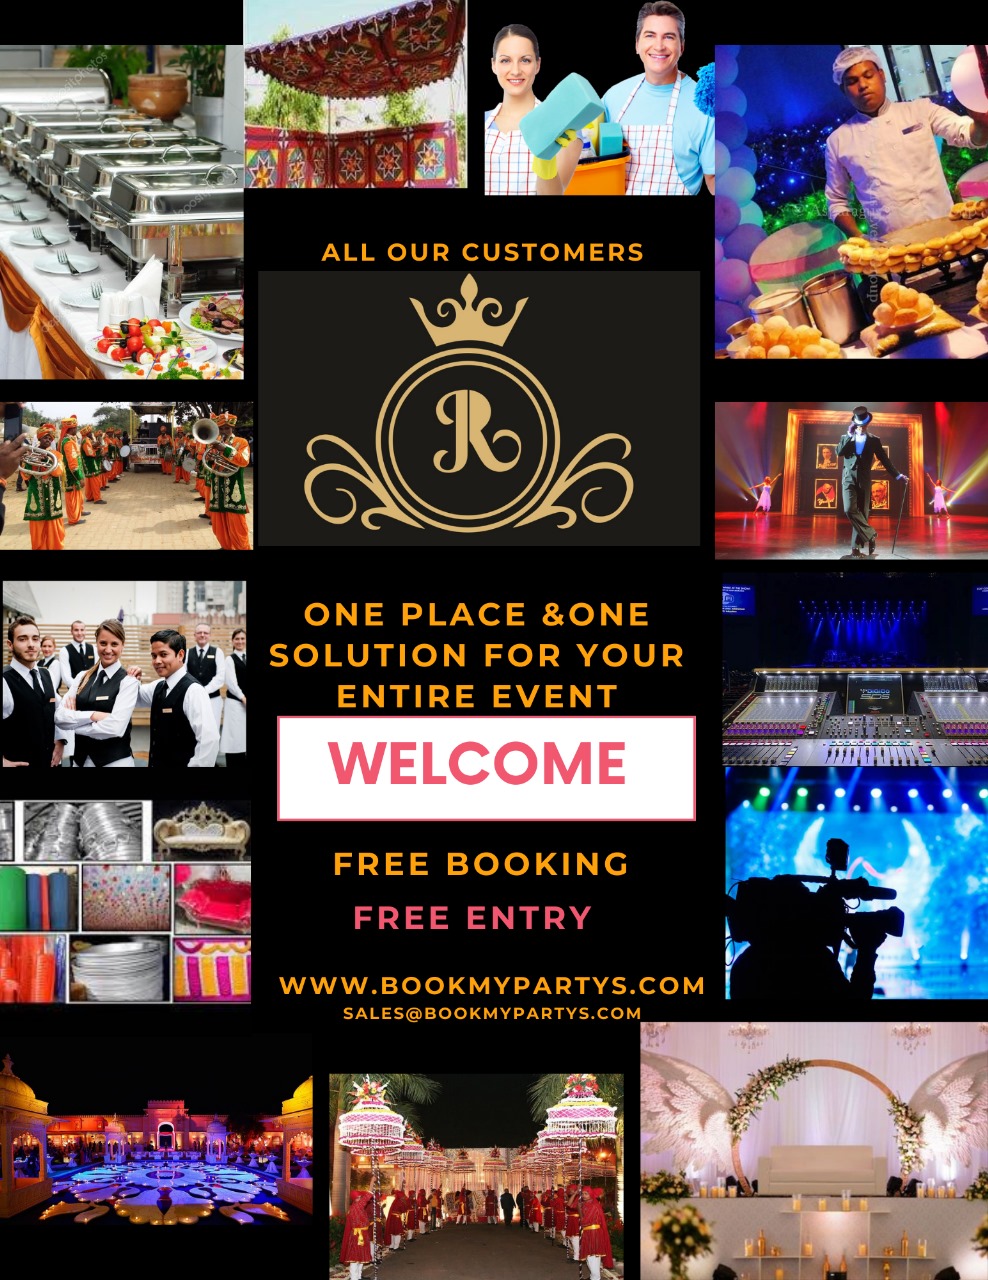 ALL OUR CUSTOMERS
R
ONE PLACE &ONE
SOLUTION FOR YOUR
ENTIRE EVENT
WELCOME
FREE BOOKING
FREE ENTRY
WWW.BOOKMYPARTYS.COM
SALES@BOOKMYPARTYS.COM